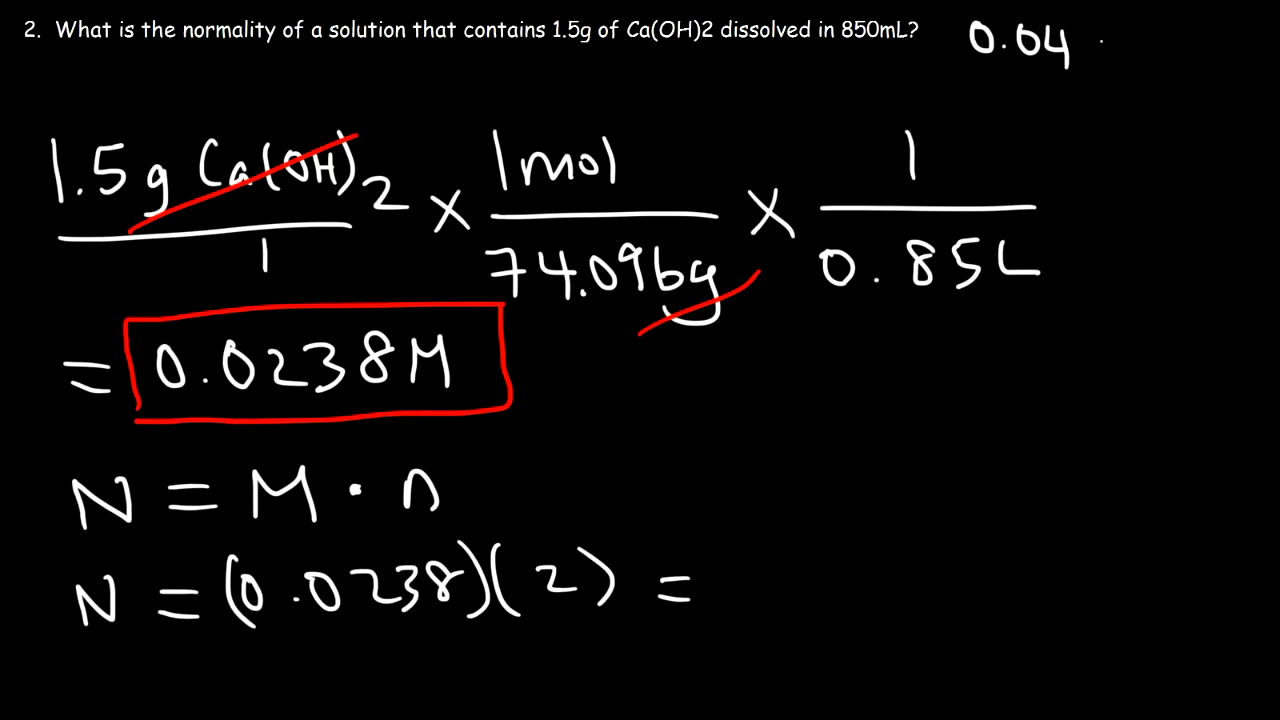 2. What is the normality of a solution that contains 1.5g of Ca(OH)2 dissolved in 850mL? 0.04
1.5g Ca(OH)2 / 1 x 1mol / 74.096g x 1 / 0.85L
= 0.0238M
N = M · n
N = (0.0238)(2) =